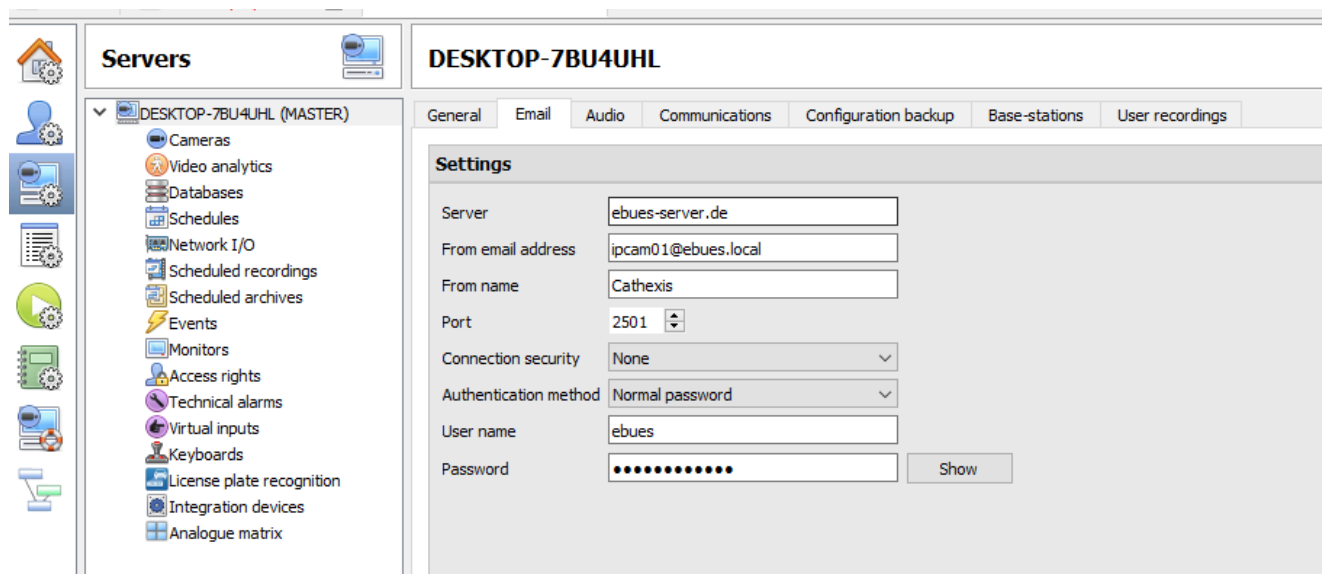 Servers
DESKTOP-7BU4UHL
DESKTOP-7BU4UHL (MASTER)
Cameras
Video analytics
Databases
Schedules
Network I/O
Scheduled recordings
Scheduled archives
Events
Monitors
Access rights
Technical alarms
Virtual inputs
Keyboards
License plate recognition
Integration devices
Analogue matrix
General Email Audio Communications Configuration backup Base-stations User recordings
Settings
Server ebues-server.de
From email address ipcam01@ebues.local
From name Cathexis
Port 2501
Connection security None
Authentication method Normal password
User name ebues
Password ●●●●●●●●●●●● Show